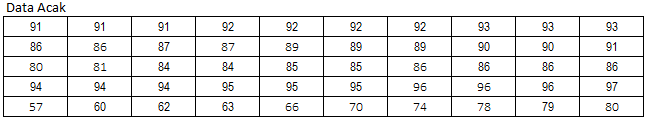 Data Acak
91 91 91 92 92 92 92 93 93 93
86 86 87 87 89 89 89 90 90 91
80 81 84 84 85 85 86 86 86 86
94 94 94 95 95 95 96 96 96 97
57 60 62 63 66 70 74 78 79 80